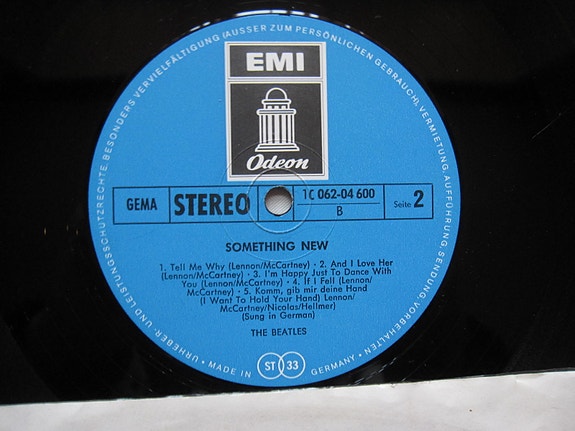 URHEBER- UND LEISTUNGSSCHUTZRECHTE, BESONDERS VERVIELFÄLTIGUNG (AUSSER ZUM PERSÖNLICHEN GEBRAUCH), VERMIETUNG, AUFFÜHRUNG, SENDUNG, VORBEHALTEN
EMI
Odeon
GEMA
STEREO
1C 062-04 600
B
Seite 2
SOMETHING NEW
1. Tell Me Why (Lennon/McCartney) • 2. And I Love Her
(Lennon/McCartney) • 3. I'm Happy Just To Dance With
You (Lennon/McCartney) • 4. If I Fell (Lennon/
McCartney) • 5. Komm, gib mir deine Hand
(I Want To Hold Your Hand) Lennon/
McCartney/Nicolas/Hellmer)
(Sung in German)
THE BEATLES
• MADE IN GERMANY •
ST 33